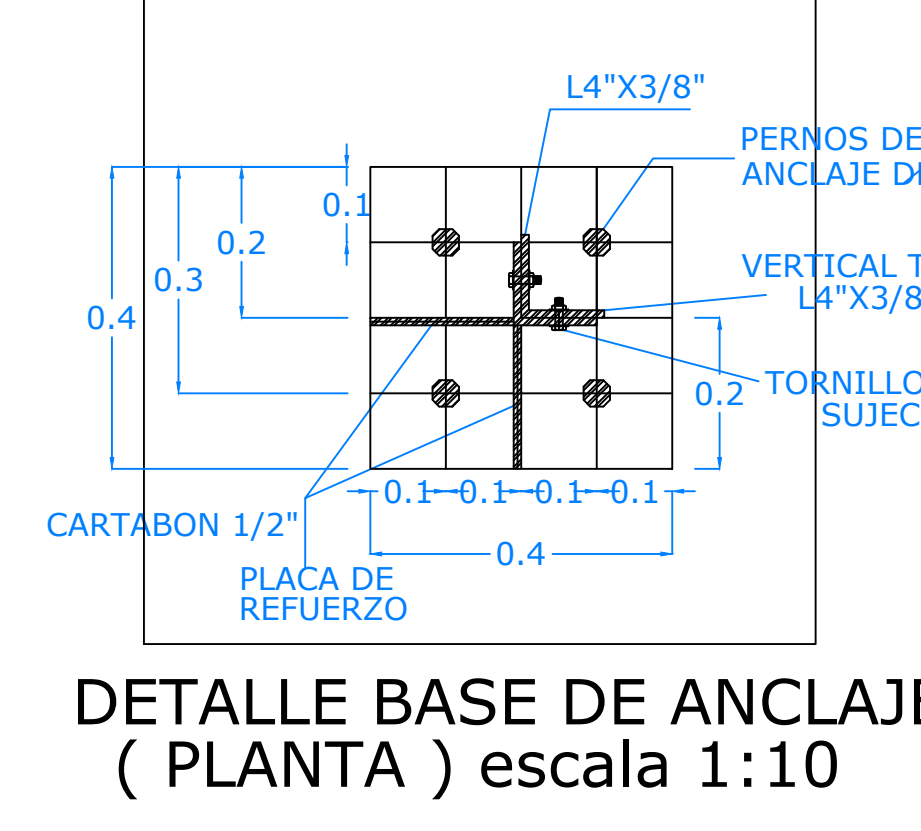 L4"X3/8"
PERNOS DE
ANCLAJE
0.1
0.2
VERTICAL T
0.3
L4"X3/8
0.4
TORNILLO
0.2
SUJEC
0.1 0.1 0.1 0.1
CARTABON 1/2"
0.4
PLACA DE
REFUERZO
DETALLE BASE DE ANCLAJE
( PLANTA ) escala 1:10